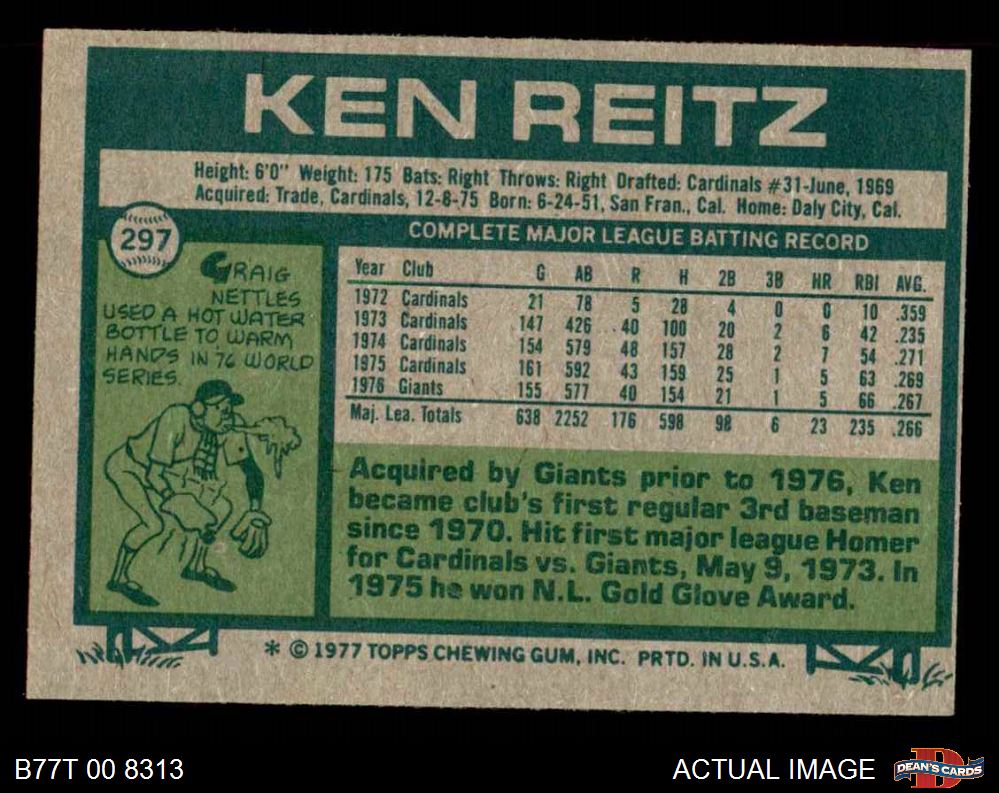 KEN REITZ
Height: 6'0" Weight: 175 Bats: Right Throws: Right Drafted: Cardinals #31-June, 1969
Acquired: Trade, Cardinals, 12-8-75 Born: 6-24-51, San Fran., Cal. Home: Daly City, Cal.
297
GRAIG
NETTLES
USED A HOT WATER
BOTTLE TO WARM
HANDS IN 76 WORLD
SERIES.
COMPLETE MAJOR LEAGUE BATTING RECORD
Year Club G AB R H 2B 3B HR RBI AVG.
1972 Cardinals 21 78 5 28 4 0 0 10 .359
1973 Cardinals 147 426 40 100 20 2 6 42 .235
1974 Cardinals 154 579 48 157 28 2 7 54 .271
1975 Cardinals 161 592 43 159 25 1 5 63 .269
1976 Giants 155 577 40 154 21 1 5 66 .267
Maj. Lea. Totals 638 2252 176 598 98 6 23 235 .266
Acquired by Giants prior to 1976, Ken
became club's first regular 3rd baseman
since 1970. Hit first major league Homer
for Cardinals vs. Giants, May 9, 1973. In
1975 he won N.L. Gold Glove Award.
* © 1977 TOPPS CHEWING GUM, INC. PRTD. IN U.S.A.
B77T 00 8313
ACTUAL IMAGE
DEAN'S CARDS